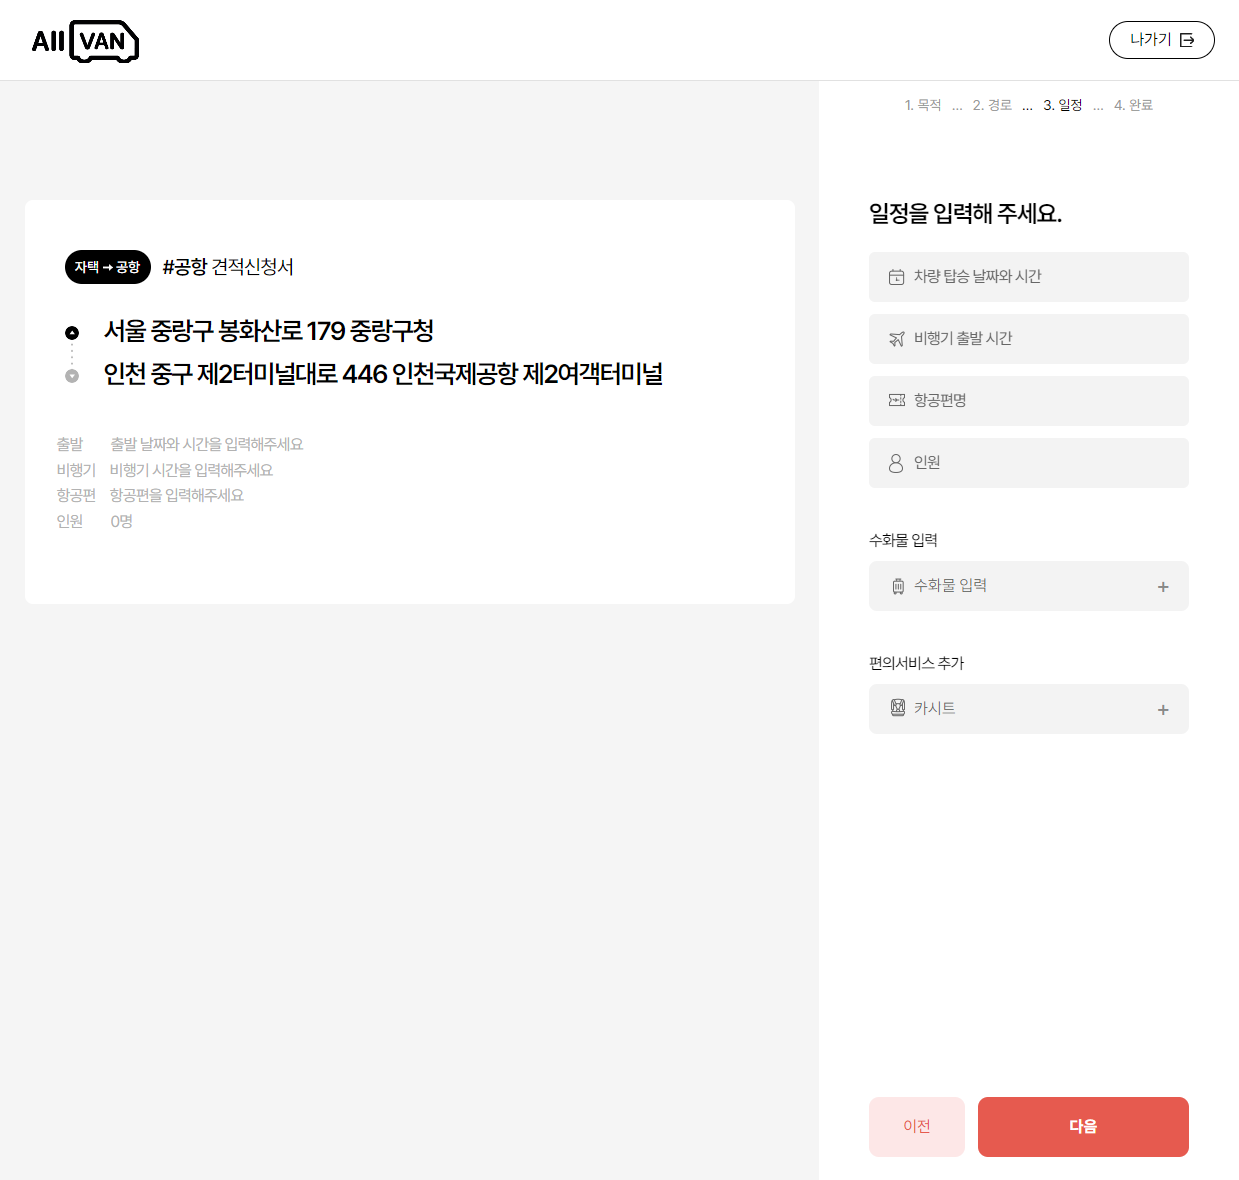 All VAN
나가기
1. 목적 ... 2. 경로 ... 3. 일정 ... 4. 완료
자택 → 공항 #공항 견적신청서
서울 중랑구 봉화산로 179 중랑구청
인천 중구 제2터미널대로 446 인천국제공항 제2여객터미널
출발 출발 날짜와 시간을 입력해주세요
비행기 비행기 시간을 입력해주세요
항공편 항공편을 입력해주세요
인원 0명
일정을 입력해 주세요.
차량 탑승 날짜와 시간
비행기 출발 시간
항공편명
인원
수화물 입력
수화물 입력 +
편의서비스 추가
카시트 +
이전 다음